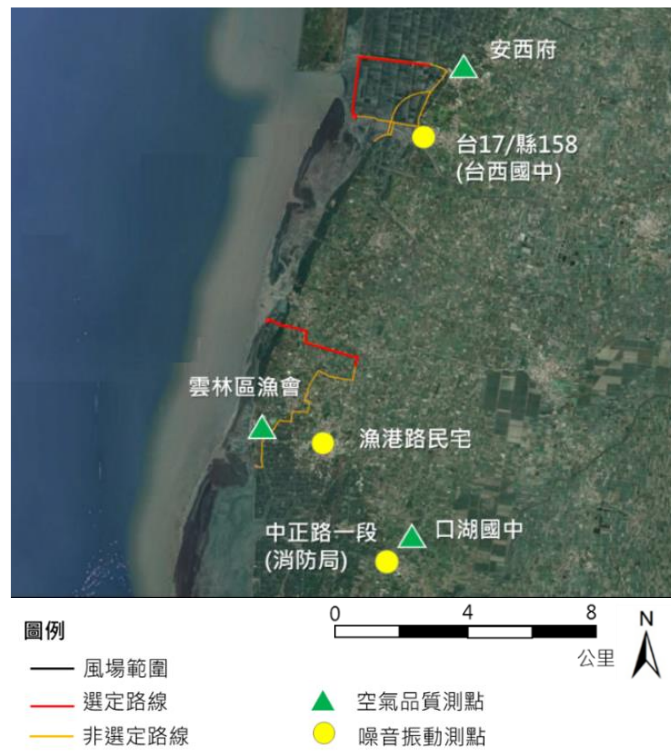 安西府
台17/縣158
(台西國中)
雲林區漁會
漁港路民宅
中正路一段
(消防局)
口湖國中
圖例
0 4 8
公里
N
風場範圍
選定路線
非選定路線
空氣品質測點
噪音振動測點